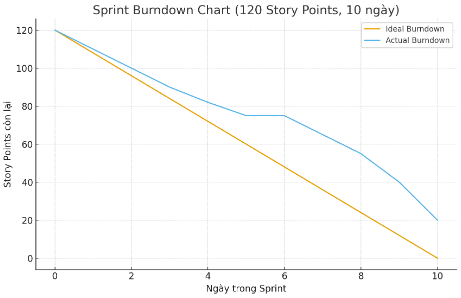 Sprint Burndown Chart (120 Story Points, 10 ngày)
Ideal Burndown
Actual Burndown
Story Points còn lại
120
100
80
60
40
20
0
0 2 4 6 8 10
Ngày trong Sprint